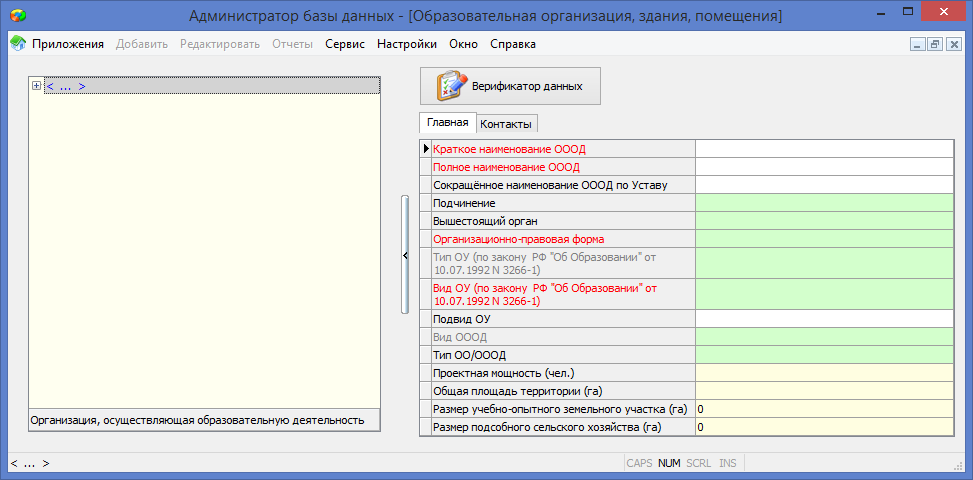 Администратор базы данных - [Образовательная организация, здания, помещения]
Приложения Добавить Редактировать Отчеты Сервис Настройки Окно Справка
< ... >
Организация, осуществляющая образовательную деятельность
Верификатор данных
Главная Контакты
Краткое наименование ОООД
Полное наименование ОООД
Сокращённое наименование ОООД по Уставу
Подчинение
Вышестоящий орган
Организационно-правовая форма
Тип ОУ (по закону РФ "Об Образовании" от
10.07.1992 N 3266-1)
Вид ОУ (по закону РФ "Об Образовании" от
10.07.1992 N 3266-1)
Подвид ОУ
Вид ОООД
Тип ОО/ОООД
Проектная мощность (чел.)
Общая площадь территории (га)
Размер учебно-опытного земельного участка (га) 0
Размер подсобного сельского хозяйства (га) 0
< ... > CAPS NUM SCRL INS